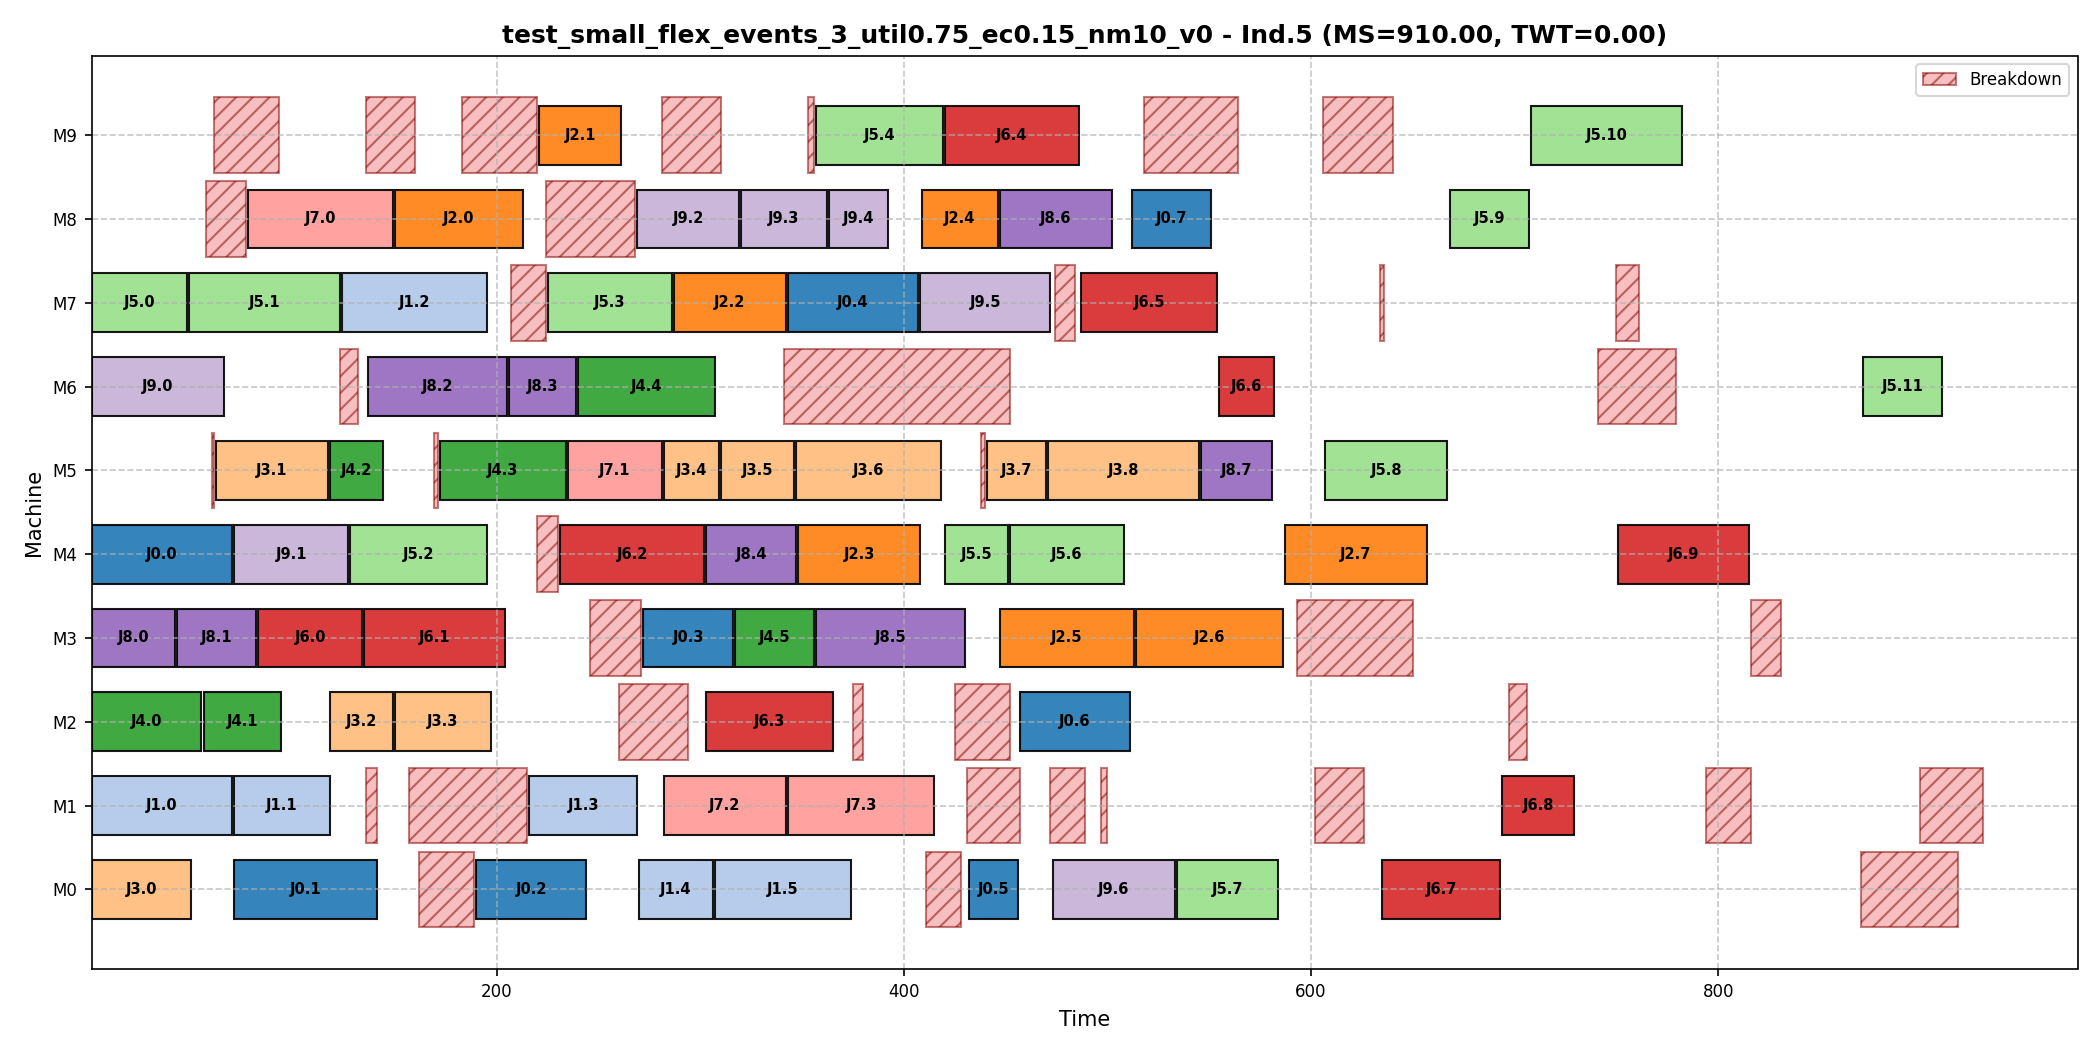 test_small_flex_events_3_util0.75_ec0.15_nm10_v0 - Ind.5 (MS=910.00, TWT=0.00)
Breakdown
M9 J2.1 J5.4 J6.4 J5.10
M8 J7.0 J2.0 J9.2 J9.3 J9.4 J2.4 J8.6 J0.7 J5.9
M7 J5.0 J5.1 J1.2 J5.3 J2.2 J0.4 J9.5 J6.5
M6 J9.0 J8.2 J8.3 J4.4 J6.6 J5.11
M5 J3.1 J4.2 J4.3 J7.1 J3.4 J3.5 J3.6 J3.7 J3.8 J8.7 J5.8
M4 J0.0 J9.1 J5.2 J6.2 J8.4 J2.3 J5.5 J5.6 J2.7 J6.9
M3 J8.0 J8.1 J6.0 J6.1 J0.3 J4.5 J8.5 J2.5 J2.6
M2 J4.0 J4.1 J3.2 J3.3 J6.3 J0.6
M1 J1.0 J1.1 J1.3 J7.2 J7.3 J6.8
M0 J3.0 J0.1 J0.2 J1.4 J1.5 J0.5 J9.6 J5.7 J6.7
Machine
200 400 600 800
Time